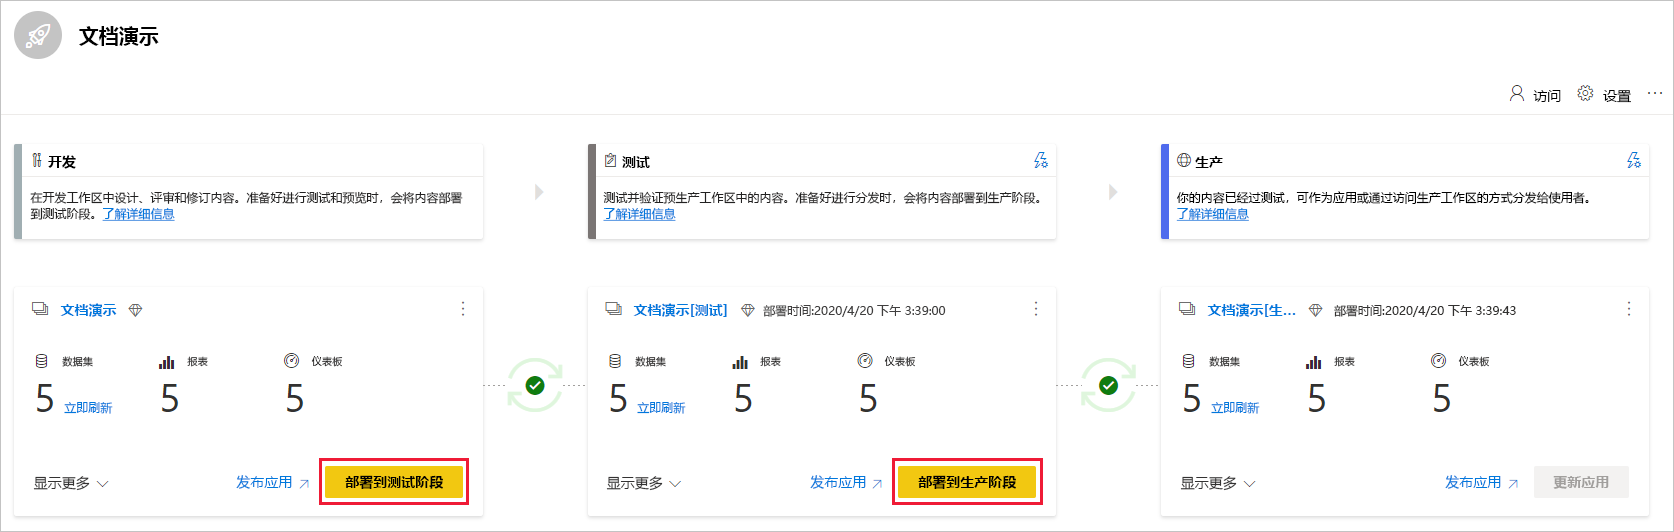 文档演示
访问 设置
开发
在开发工作区中设计、评审和修订内容。准备好进行测试和预览时，会将内容部署
到测试阶段。了解详细信息
测试
测试并验证预生产工作区中的内容。准备好进行分发时，会将内容部署到生产阶段。
了解详细信息
生产
你的内容已经过测试，可作为应用或通过访问生产工作区的方式分发给使用者。
了解详细信息
文档演示
数据集 报表 仪表板
5 立即刷新 5 5
显示更多 发布应用 部署到测试阶段
文档演示[测试] 部署时间:2020/4/20 下午 3:39:00
数据集 报表 仪表板
5 立即刷新 5 5
显示更多 发布应用 部署到生产阶段
文档演示[生... 部署时间:2020/4/20 下午 3:39:43
数据集 报表 仪表板
5 立即刷新 5 5
显示更多 发布应用 更新应用